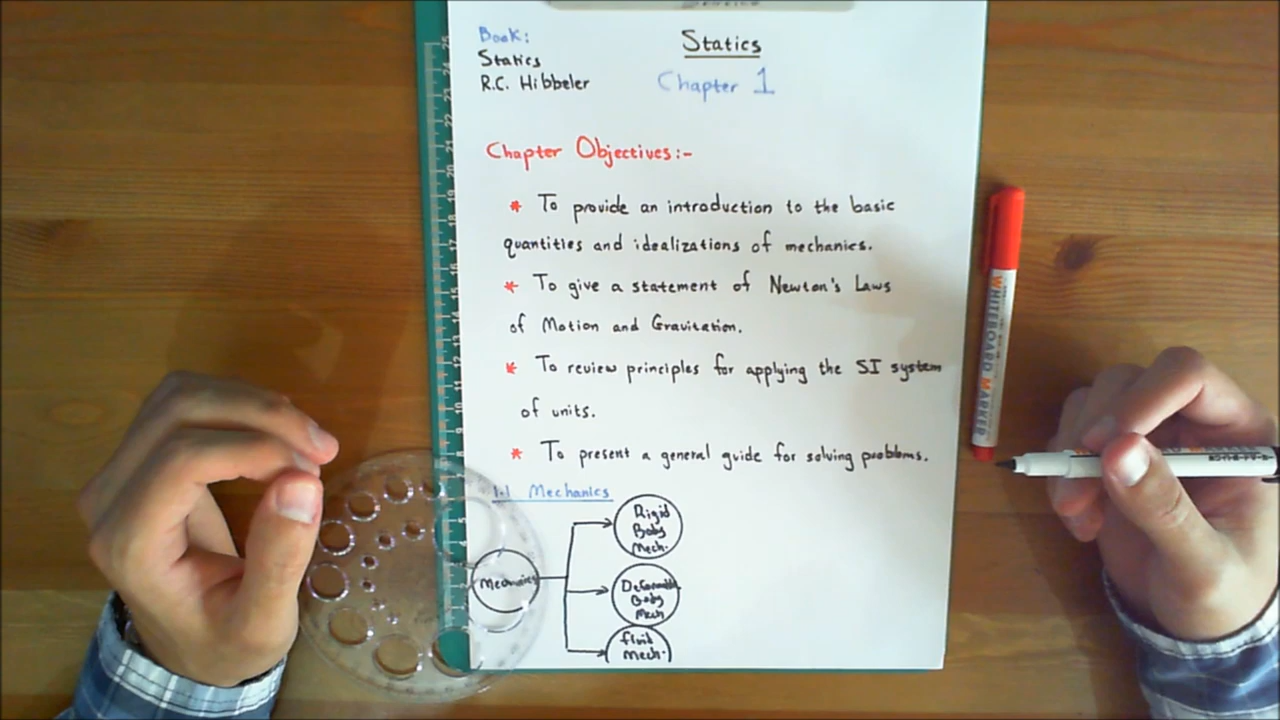 Book:
Statics
R.C. Hibbeler
Statics
Chapter 1
Chapter Objectives:-
* To provide an introduction to the basic
quantities and idealizations of mechanics.
* To give a statement of Newton's Laws
of Motion and Gravitation.
* To review principles for applying the SI system
of units.
* To present a general guide for solving problems.
1.1 Mechanics
Mechanics
Rigid
Body
Mech.
Deformable
Body
Mech
fluid
Mech.
WHITEBOARD MARKER